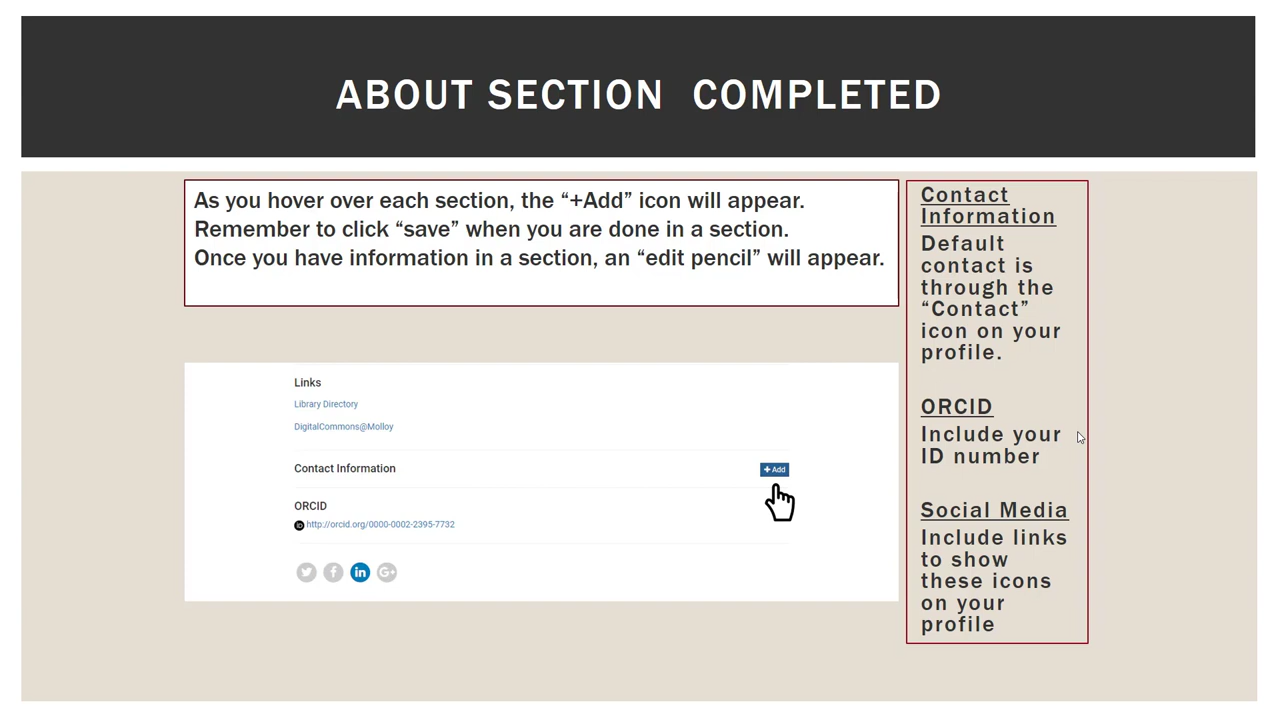 ABOUT SECTION COMPLETED
As you hover over each section, the “+Add” icon will appear.
Remember to click “save” when you are done in a section.
Once you have information in a section, an “edit pencil” will appear.
Links
Library Directory
DigitalCommons@Molloy
Contact Information
+ Add
ORCID
iD http://orcid.org/0000-0002-2395-7732
f in G+
Contact
Information
Default
contact is
through the
“Contact”
icon on your
profile.
ORCID
Include your
ID number
Social Media
Include links
to show
these icons
on your
profile